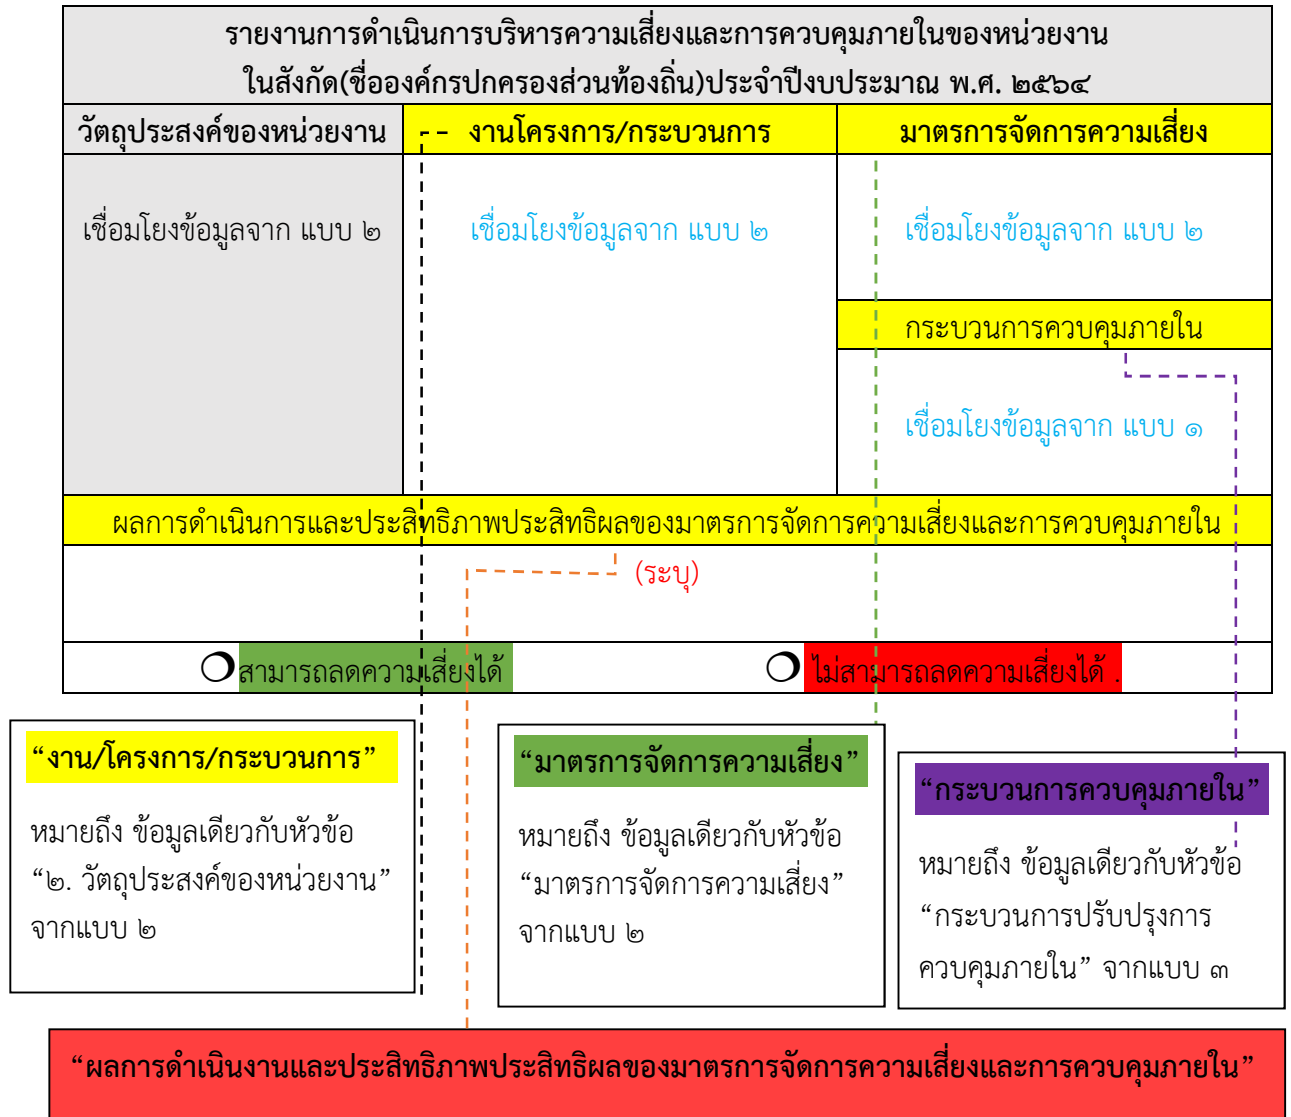 รายงานการดำเนินการบริหารความเสี่ยงและการควบคุมภายในของหน่วยงาน
ในสังกัด(ชื่อองค์กรปกครองส่วนท้องถิ่น)ประจำปีงบประมาณ พ.ศ. ๒๕๖๔
วัตถุประสงค์ของหน่วยงาน
งานโครงการ/กระบวนการ
มาตรการจัดการความเสี่ยง
เชื่อมโยงข้อมูลจาก แบบ ๒
เชื่อมโยงข้อมูลจาก แบบ ๒
เชื่อมโยงข้อมูลจาก แบบ ๒
กระบวนการควบคุมภายใน
เชื่อมโยงข้อมูลจาก แบบ ๑
ผลการดำเนินการและประสิทธิภาพประสิทธิผลของมาตรการจัดการความเสี่ยงและการควบคุมภายใน
(ระบุ)
สามารถลดความเสี่ยงได้
ไม่สามารถลดความเสี่ยงได้ .
“งาน/โครงการ/กระบวนการ”
หมายถึง ข้อมูลเดียวกับหัวข้อ
“๒. วัตถุประสงค์ของหน่วยงาน”
จากแบบ ๒
“มาตรการจัดการความเสี่ยง”
หมายถึง ข้อมูลเดียวกับหัวข้อ
“มาตรการจัดการความเสี่ยง”
จากแบบ ๒
“กระบวนการควบคุมภายใน”
หมายถึง ข้อมูลเดียวกับหัวข้อ
“กระบวนการปรับปรุงการ
ควบคุมภายใน” จากแบบ ๓
“ผลการดำเนินงานและประสิทธิภาพประสิทธิผลของมาตรการจัดการความเสี่ยงและการควบคุมภายใน”